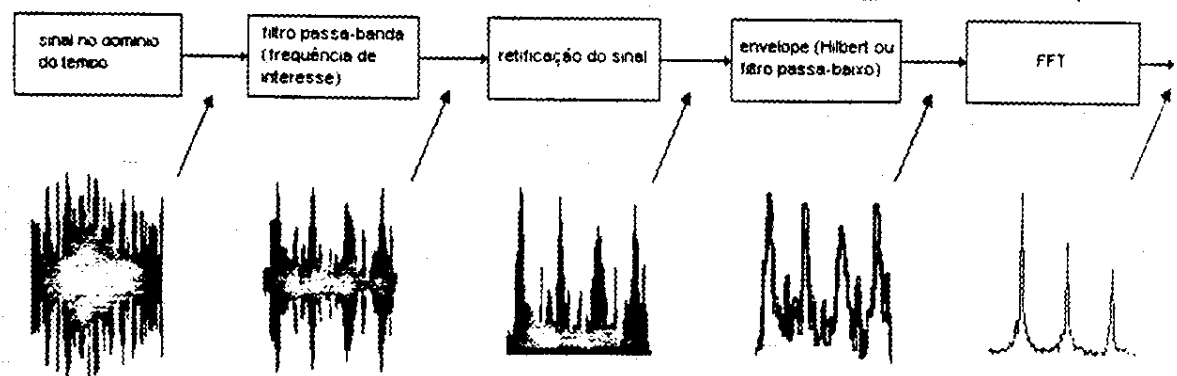 sinal no domínio
do tempo
filtro passa-banda
(frequência de
interesse)
retificação do sinal
envelope (Hilbert ou
filtro passa-baixo)
FFT